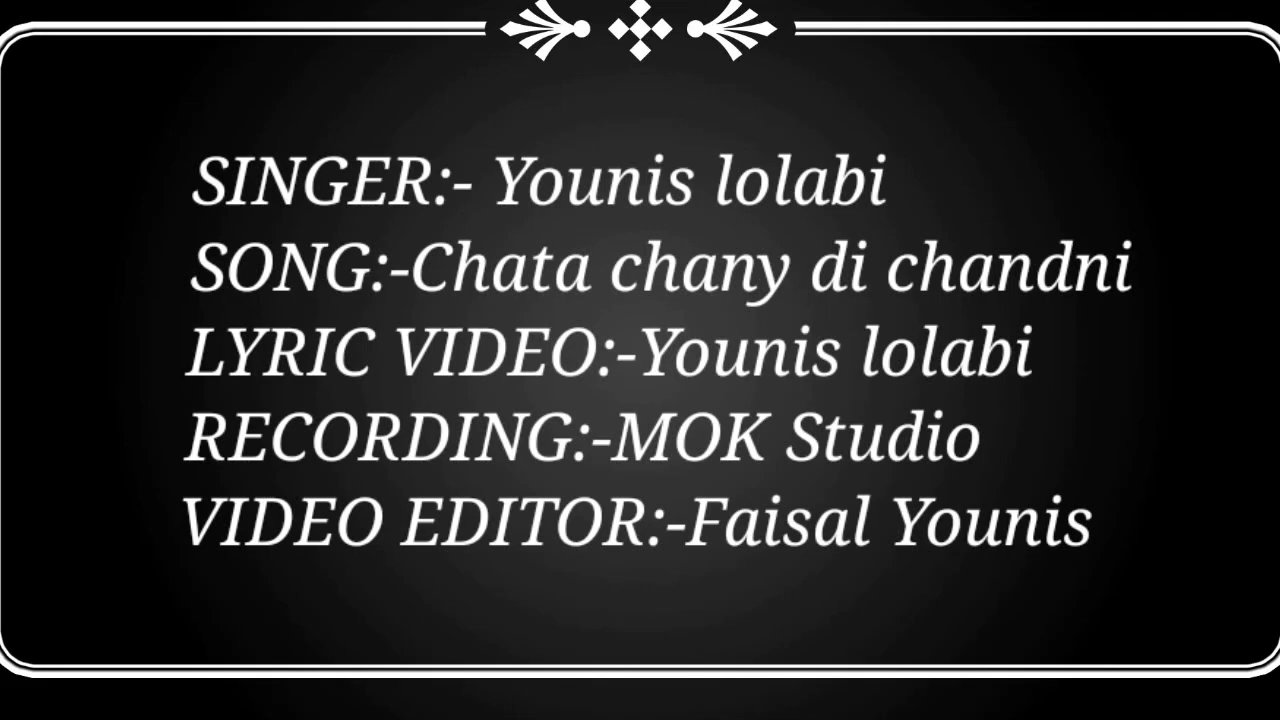 SINGER:- Younis lolabi
SONG:-Chata chany di chandni
LYRIC VIDEO:-Younis lolabi
RECORDING:-MOK Studio
VIDEO EDITOR:-Faisal Younis